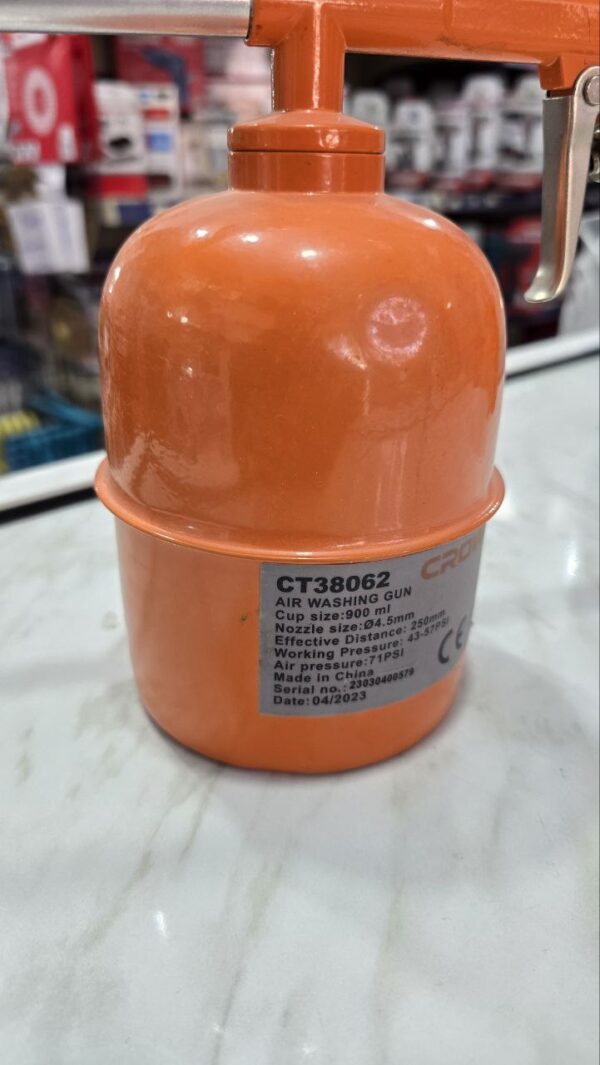 CRO
CT38062
AIR WASHING GUN
Cup size:900 ml
Nozzle size:Ø4.5mm
Effective Distance: 250mm
Working Pressure: 43-57PSI
Air pressure:71PSI
Made in China
Serial no.: 23030400579
Date: 04/2023
CE